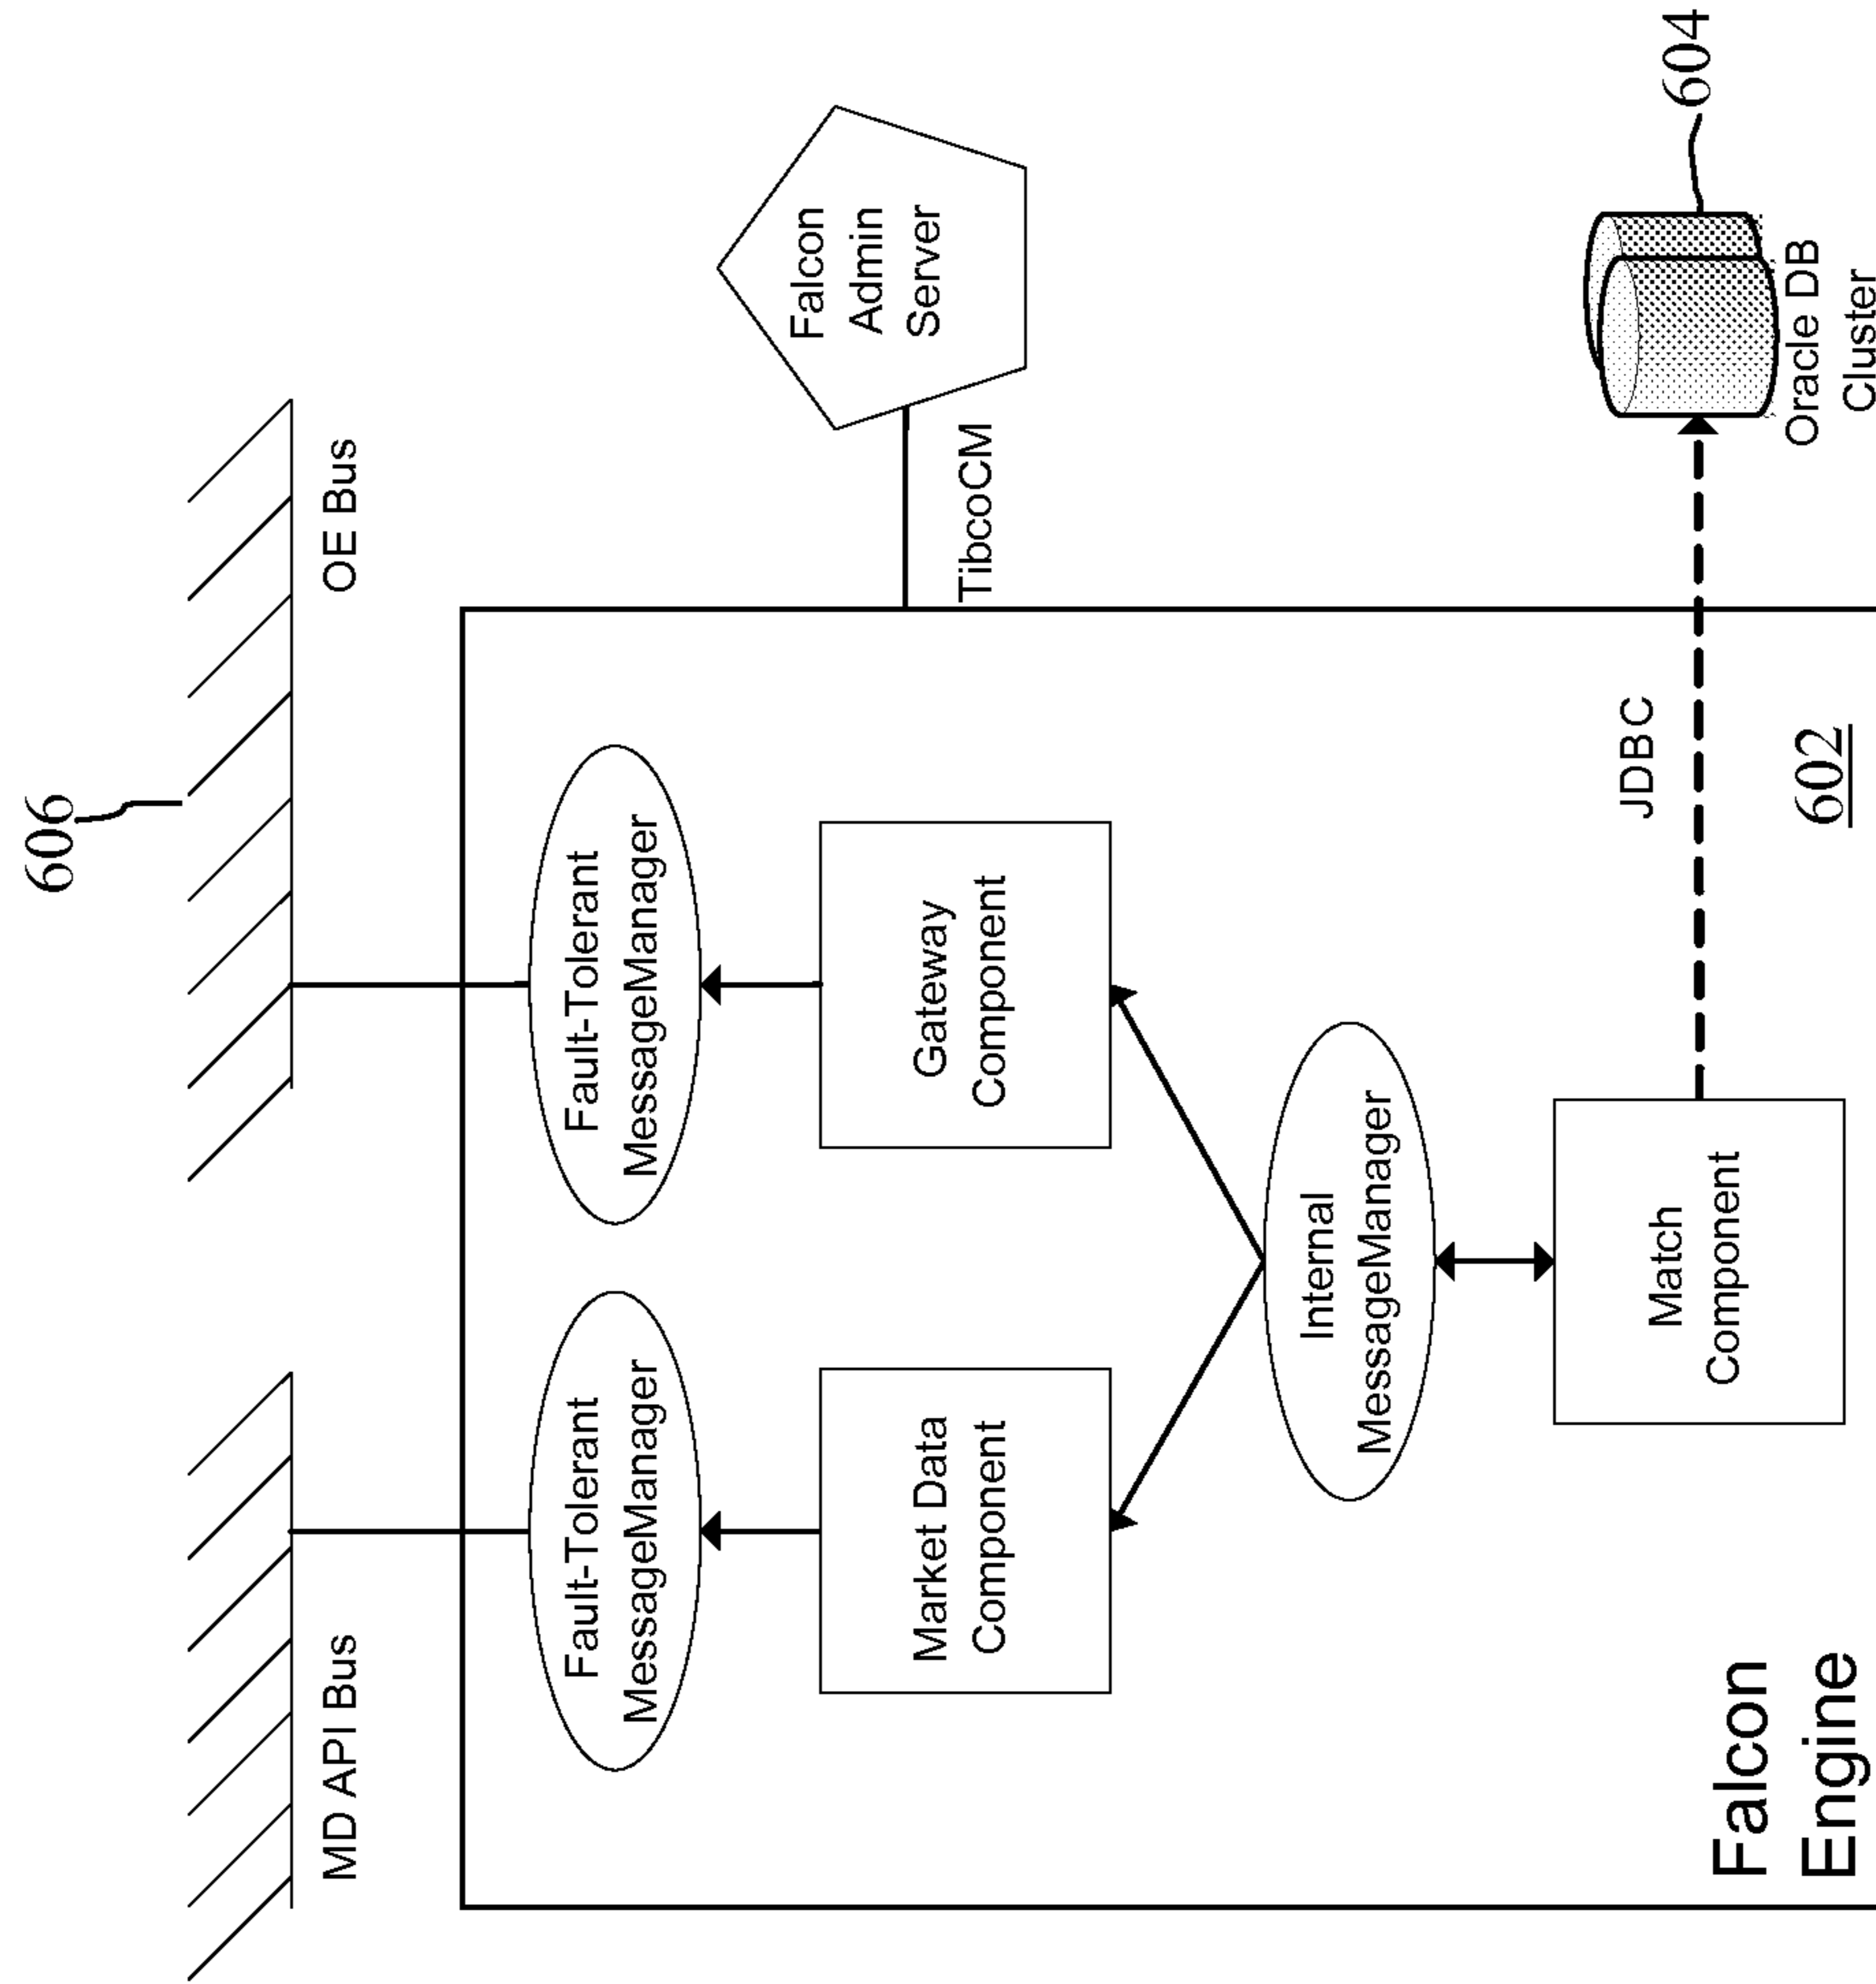 606
MD API Bus
OE Bus
Fault-Tolerant
MessageManager
Fault-Tolerant
MessageManager
Falcon
Admin
Server
Market Data
Component
Gateway
Component
TibcoCM
Internal
MessageManager
Match
Component
JDBC
604
Oracle DB
Cluster
602
Falcon
Engine